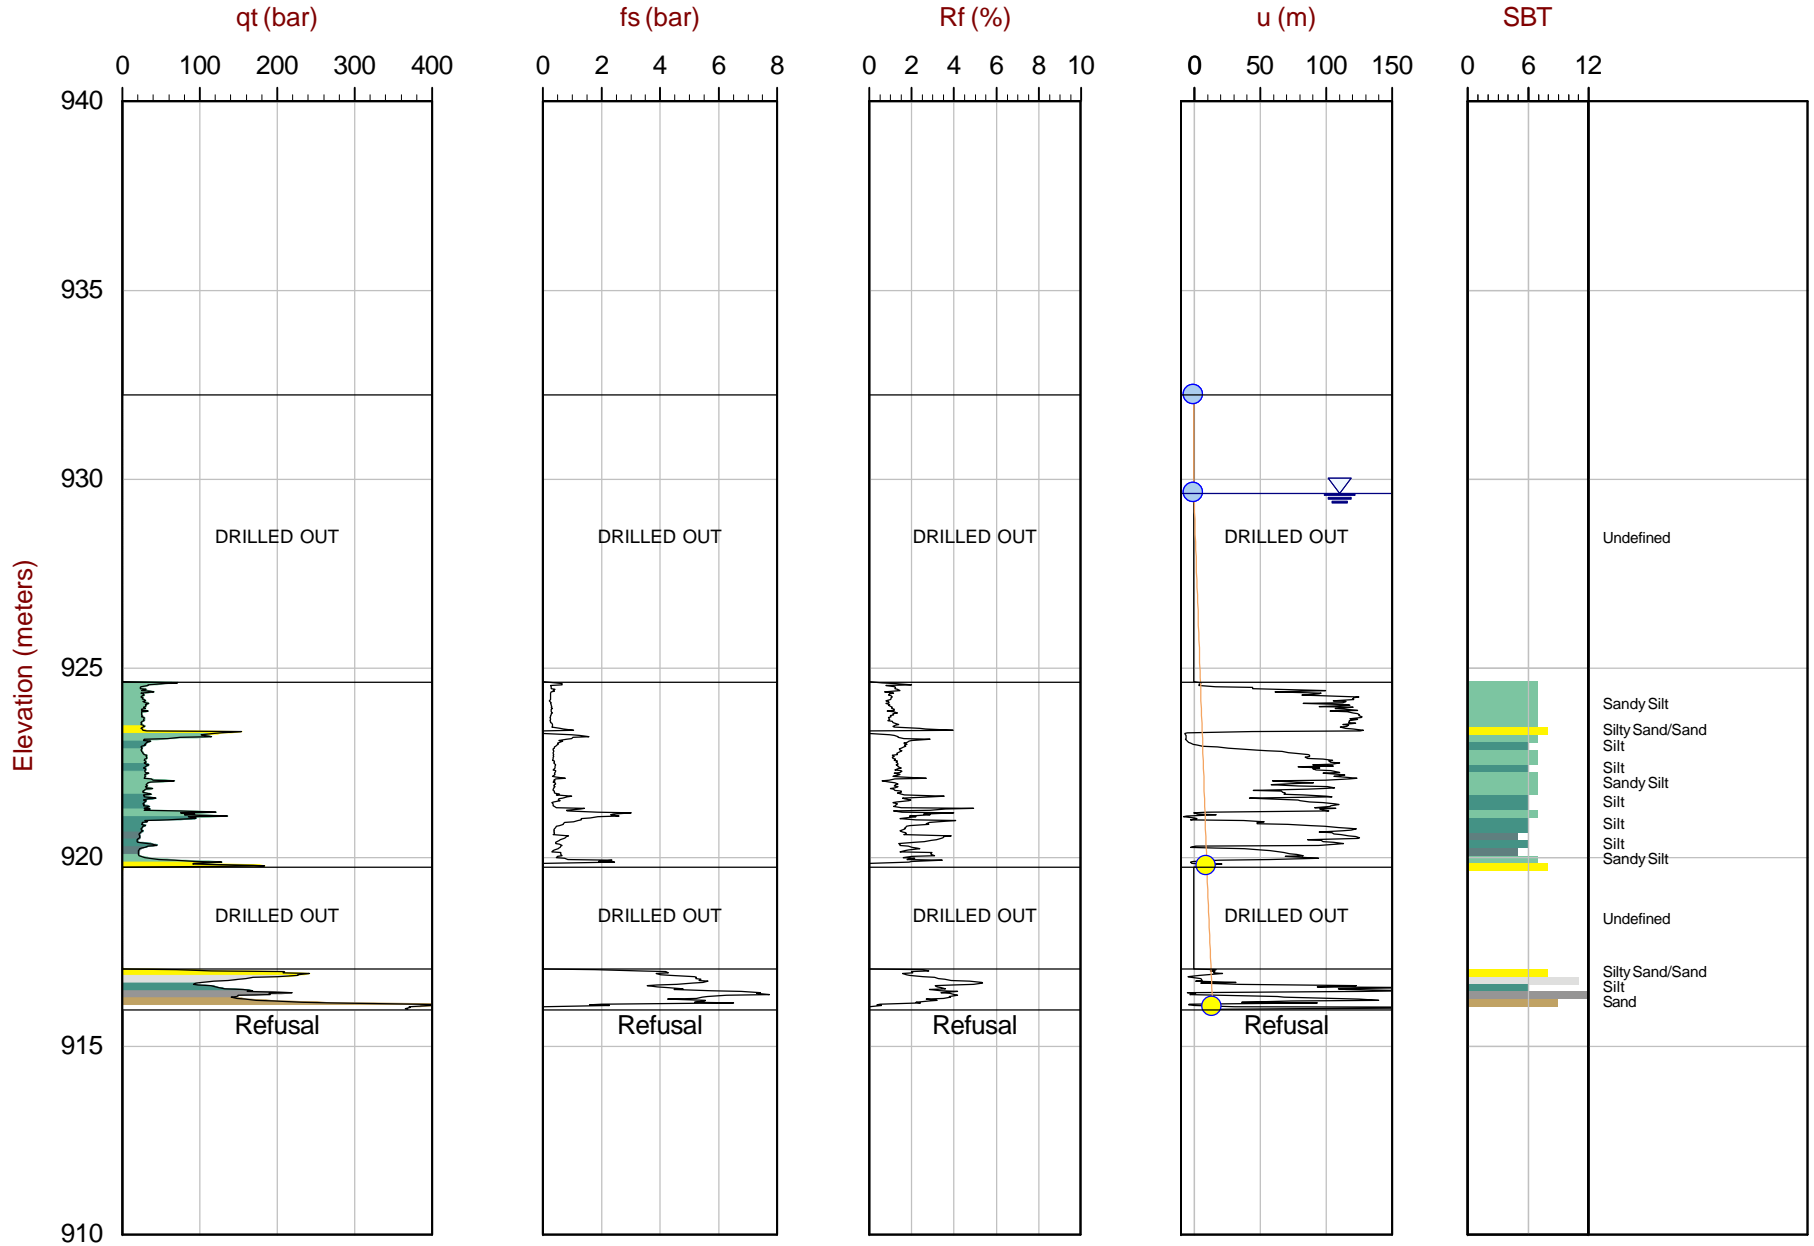 qt (bar) fs (bar) Rf (%) u (m) SBT
0 100 200 300 400 0 2 4 6 8 0 2 4 6 8 10 0 50 100 150 0 6 12
940
935
930
925
920
915
910
Elevation (meters)
DRILLED OUT DRILLED OUT DRILLED OUT DRILLED OUT Undefined
Sandy Silt
Silty Sand/Sand
Silt
Silt
Sandy Silt
Silt
Silt
Silt
Sandy Silt
DRILLED OUT DRILLED OUT DRILLED OUT DRILLED OUT Undefined
Silty Sand/Sand
Silt
Sand
Refusal Refusal Refusal Refusal